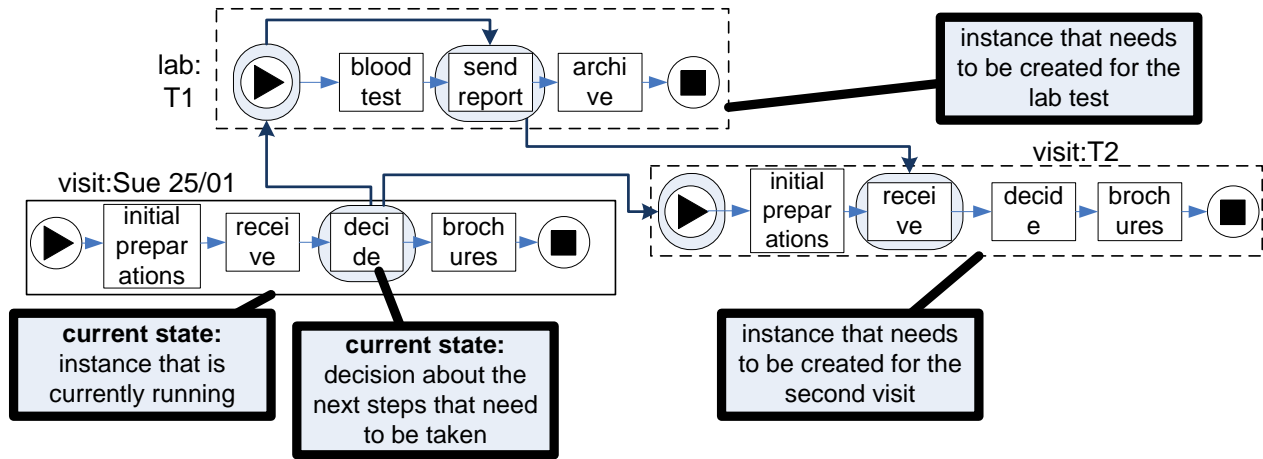 lab:
T1
blood
test
send
report
archi
ve
instance that needs
to be created for the
lab test
visit:Sue 25/01
initial
prepar
ations
recei
ve
deci
de
broch
ures
visit:T2
initial
prepar
ations
recei
ve
decid
e
broch
ures
current state:
instance that is
currently running
current state:
decision about the
next steps that need
to be taken
instance that needs
to be created for the
second visit